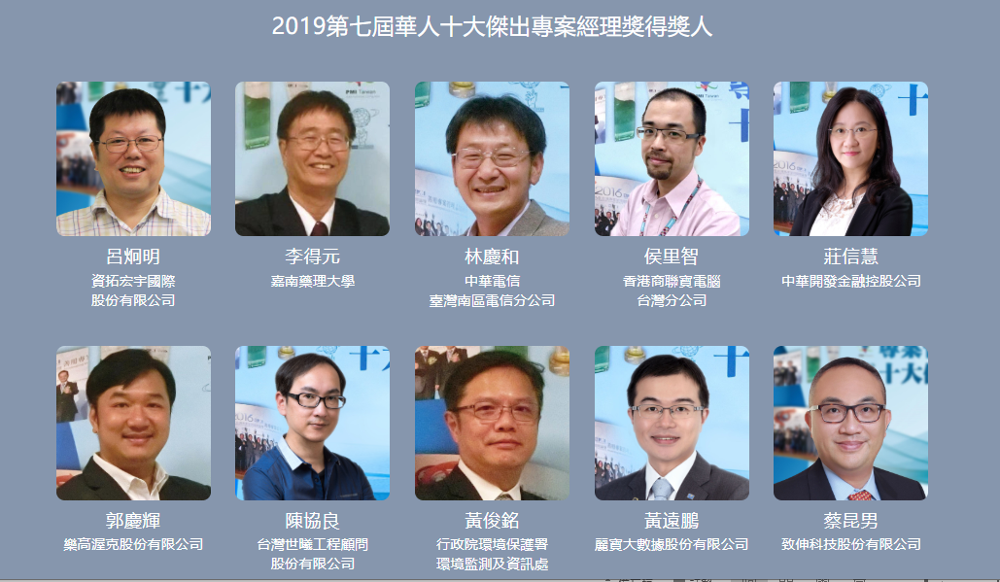 2019第七屆華人十大傑出專案經理獎得獎人
呂炯明
資拓宏宇國際
股份有限公司
李得元
嘉南藥理大學
林慶和
中華電信
臺灣南區電信分公司
侯里智
香港商聯寶電腦
台灣分公司
莊信慧
中華開發金融控股公司
郭慶輝
樂高渥克股份有限公司
陳協良
台灣世曦工程顧問
股份有限公司
黃俊銘
行政院環境保護署
環境監測及資訊處
黃遠鵬
麗寶大數據股份有限公司
蔡昆男
致伸科技股份有限公司